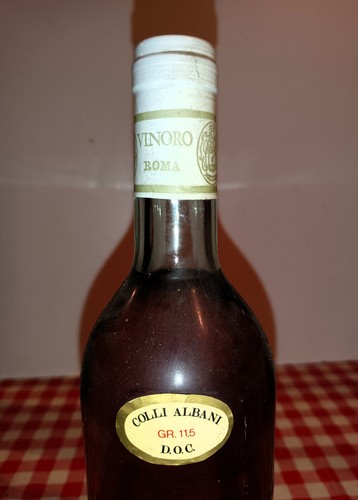 VINORO
ROMA
COLLI ALBANI
GR. 11,5
D.O.C.